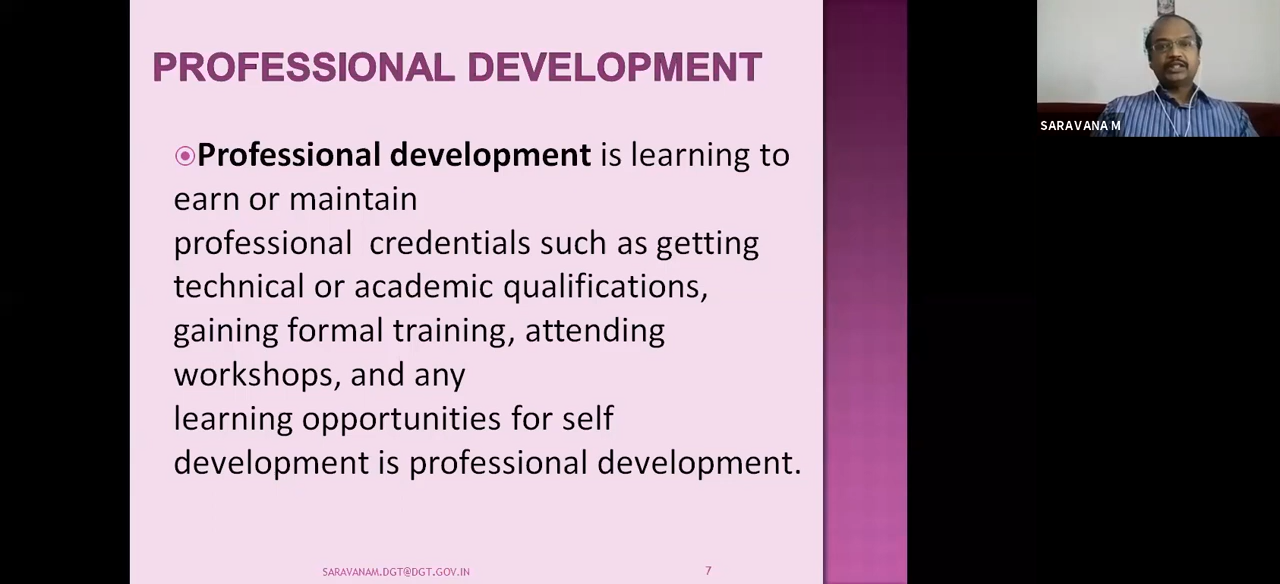 PROFESSIONAL DEVELOPMENT
Professional development is learning to
earn or maintain
professional credentials such as getting
technical or academic qualifications,
gaining formal training, attending
workshops, and any
learning opportunities for self
development is professional development.
SARAVANAM.DGT@DGT.GOV.IN
7
SARAVANA M